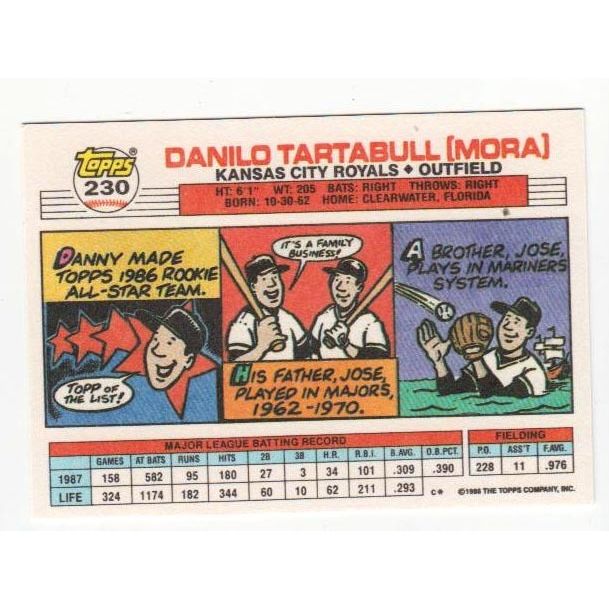 Topps®
230
DANILO TARTABULL (MORA)
KANSAS CITY ROYALS ◆ OUTFIELD
HT: 6'1" WT: 205 BATS: RIGHT THROWS: RIGHT
BORN: 10-30-62 HOME: CLEARWATER, FLORIDA
DANNY MADE
TOPPS 1986 ROOKIE
ALL-STAR TEAM.
TOPP OF
THE LIST!
IT'S A FAMILY
BUSINESS!
HIS FATHER, JOSE,
PLAYED IN MAJORS,
1962-1970.
A BROTHER, JOSE,
PLAYS IN MARINERS
SYSTEM.
MAJOR LEAGUE BATTING RECORD
GAMES AT BATS RUNS HITS 2B 3B H.R. R.B.I. B.AVG. O.B.PCT.
1987 158 582 95 180 27 3 34 101 .309 .390
LIFE 324 1174 182 344 60 10 62 211 .293
FIELDING
P.O. ASS'T F.AVG.
228 11 .976
C* ©1988 THE TOPPS COMPANY, INC.